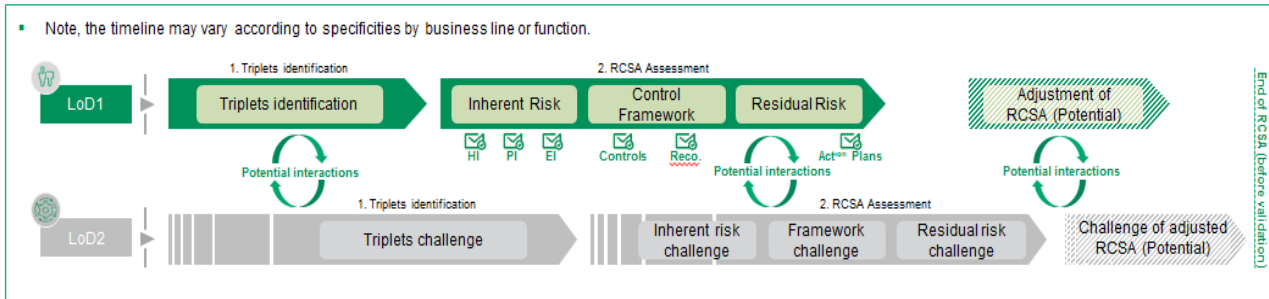 Note, the timeline may vary according to specificities by business line or function.
1. Triplets identification
2. RCSA Assessment
LoD1
Triplets identification
Inherent Risk
Control
Framework
Residual Risk
Adjustment of
RCSA (Potential)
HI
PI
EI
Controls
Reco.
Action Plans
Potential interactions
Potential interactions
Potential interactions
1. Triplets identification
2. RCSA Assessment
LoD2
Triplets challenge
Inherent risk
challenge
Framework
challenge
Residual risk
challenge
Challenge of adjusted
RCSA (Potential)
End of RCSA (before validation)